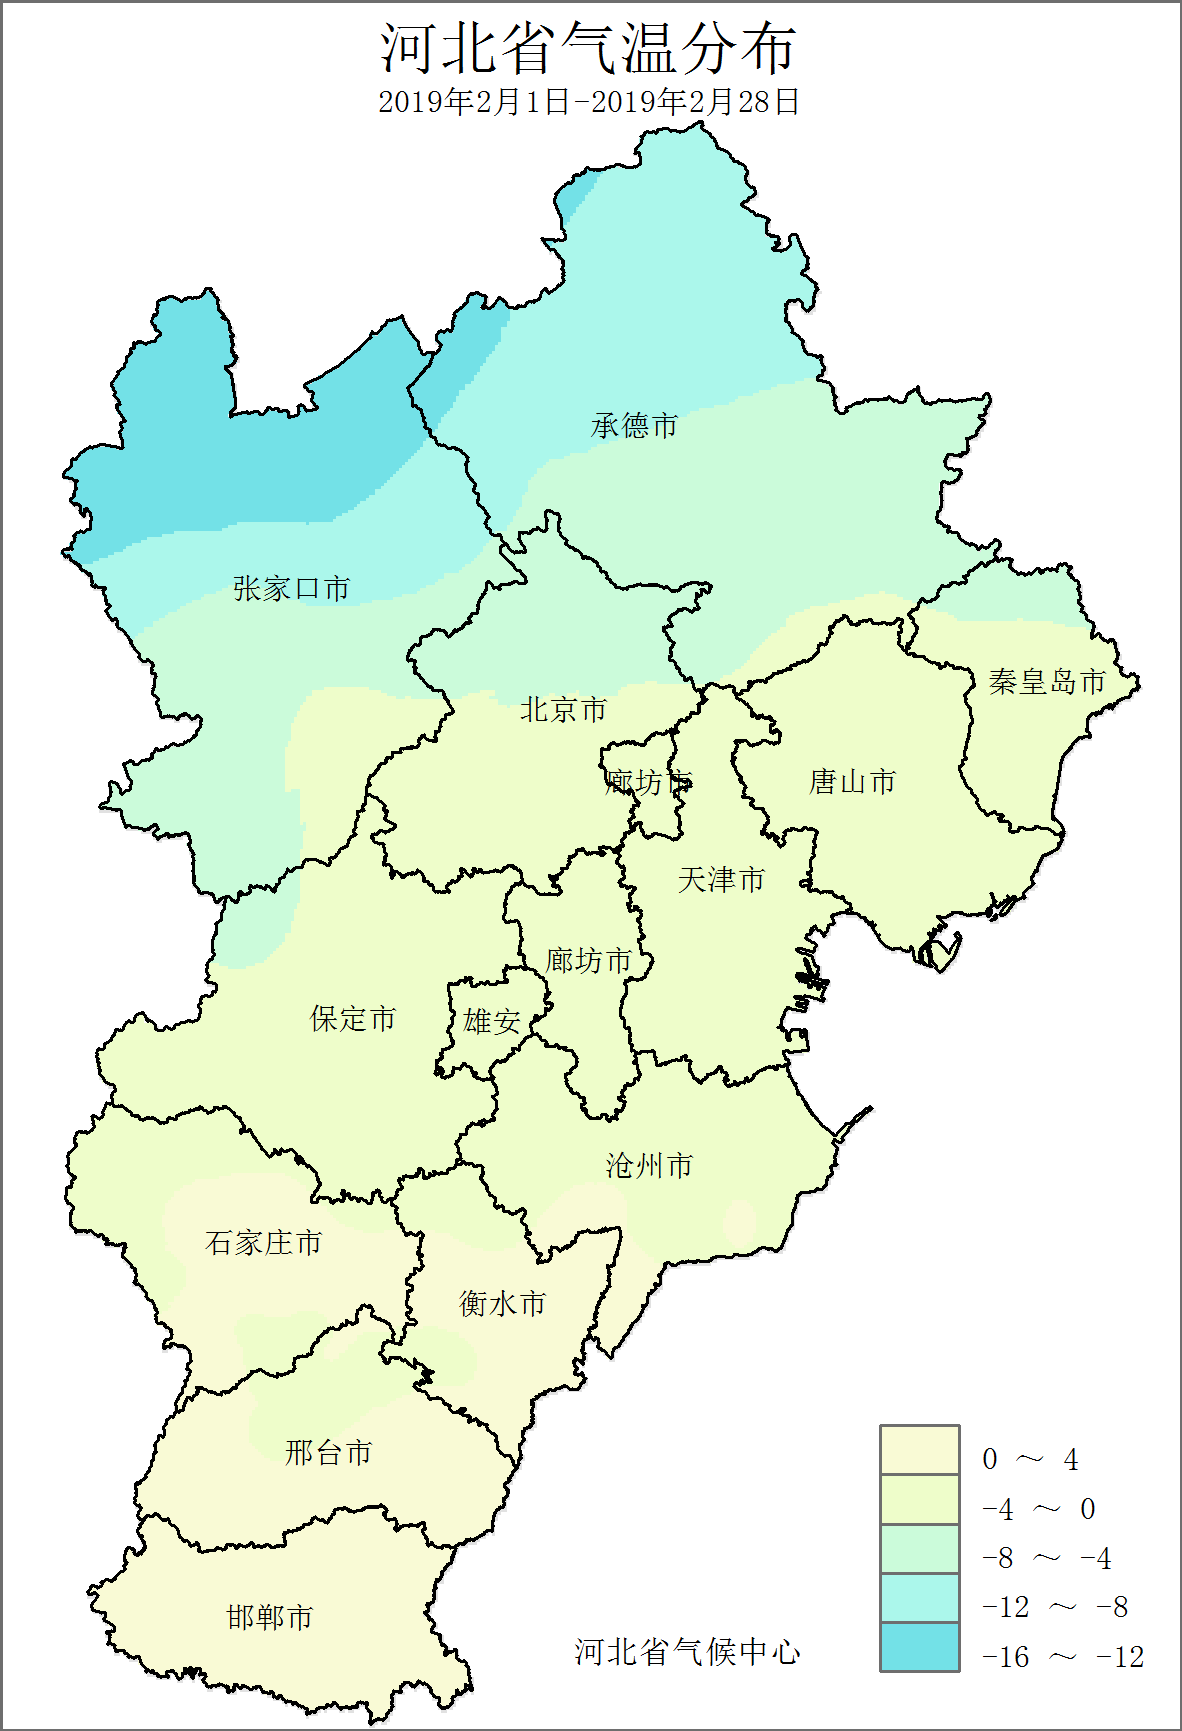 河北省气温分布
2019年2月1日-2019年2月28日
承德市
张家口市
秦皇岛市
北京市
廊坊市
唐山市
天津市
廊坊市
保定市
雄安
沧州市
石家庄市
衡水市
邢台市
邯郸市
0 ～ 4
-4 ～ 0
-8 ～ -4
-12 ～ -8
-16 ～ -12
河北省气候中心